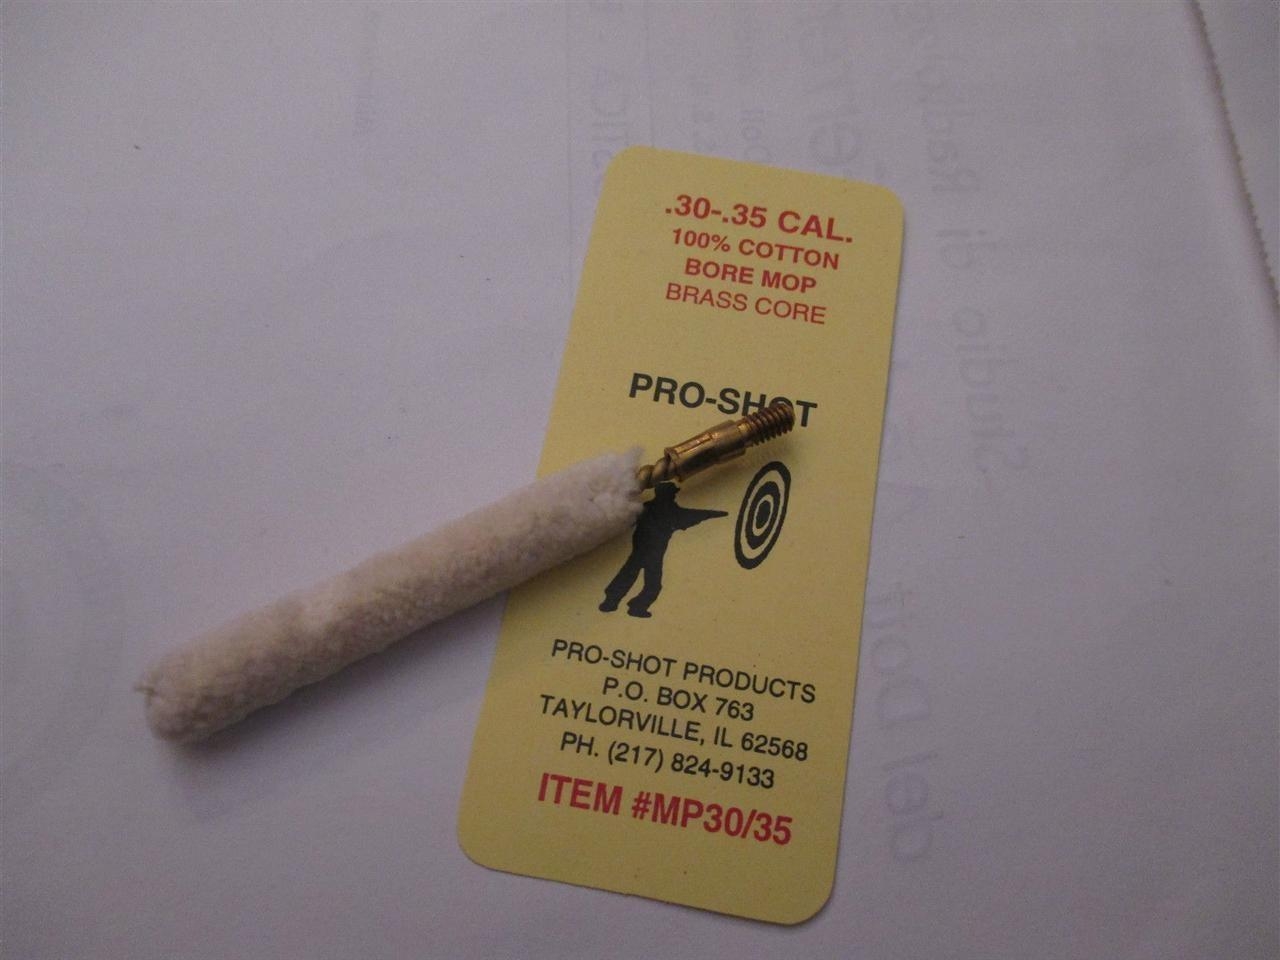 .30-.35 CAL.
100% COTTON
BORE MOP
BRASS CORE
PRO-SHOT
PRO-SHOT PRODUCTS
P.O. BOX 763
TAYLORVILLE, IL 62568
PH. (217) 824-9133
ITEM #MP30/35